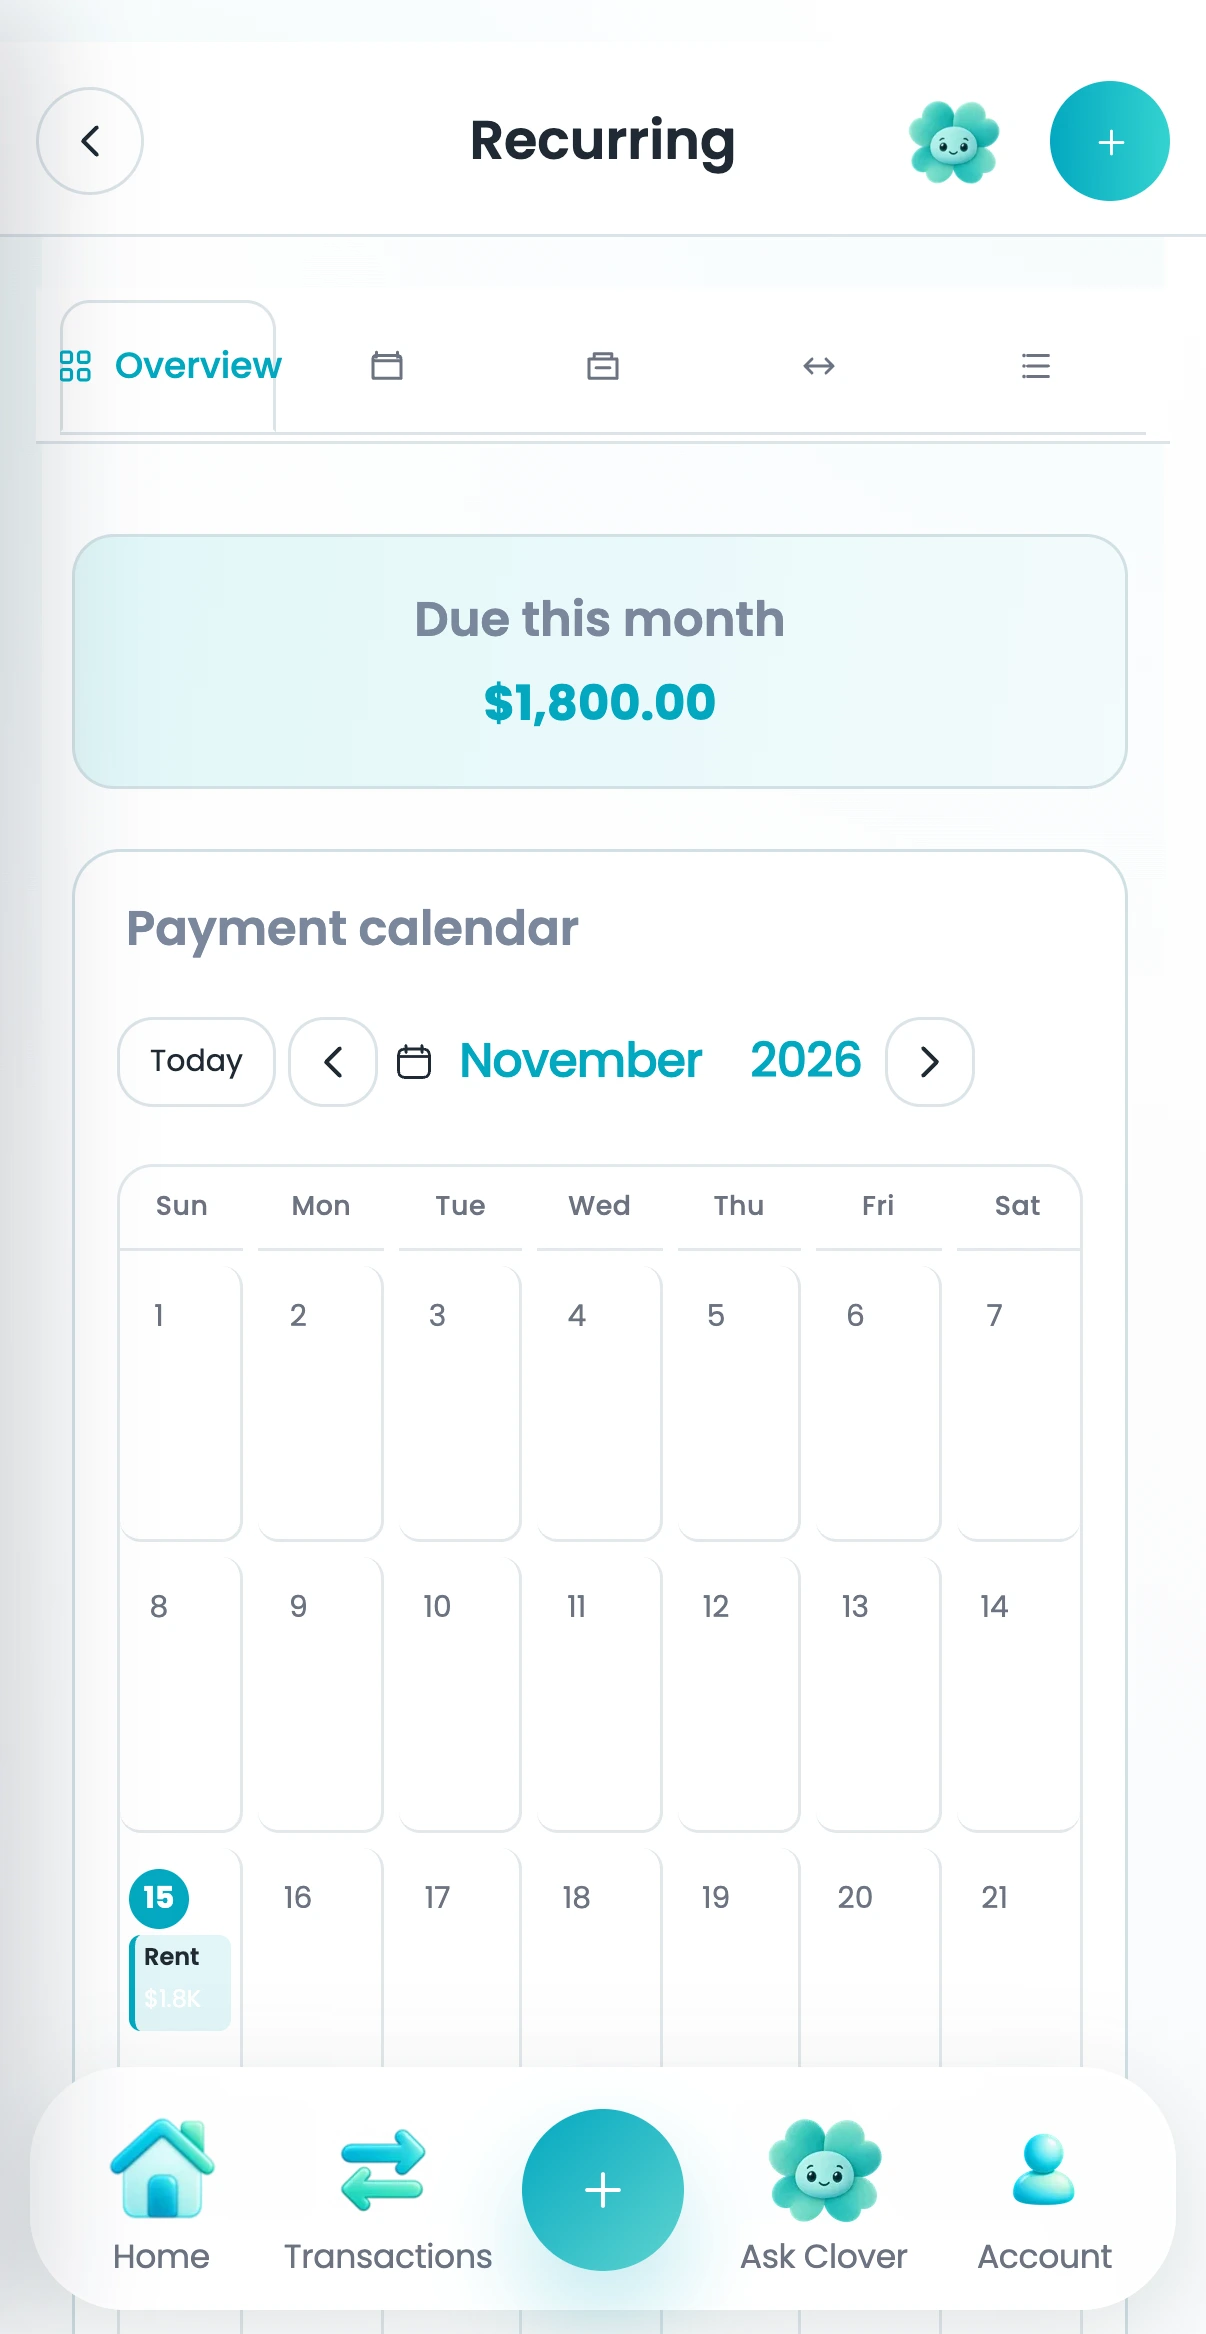 Recurring
Overview
Due this month
$1,800.00
Payment calendar
Today November 2026
Sun Mon Tue Wed Thu Fri Sat
1 2 3 4 5 6 7
8 9 10 11 12 13 14
15 16 17 18 19 20 21
Rent
$1.8K
Home Transactions Ask Clover Account